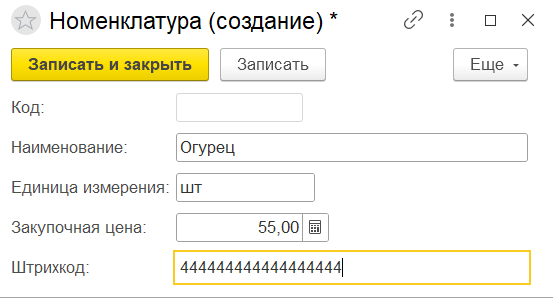 Номенклатура (создание) *
Записать и закрыть Записать Еще
Код:
Наименование: Огурец
Единица измерения: шт
Закупочная цена: 55,00
Штрихкод: 444444444444444444